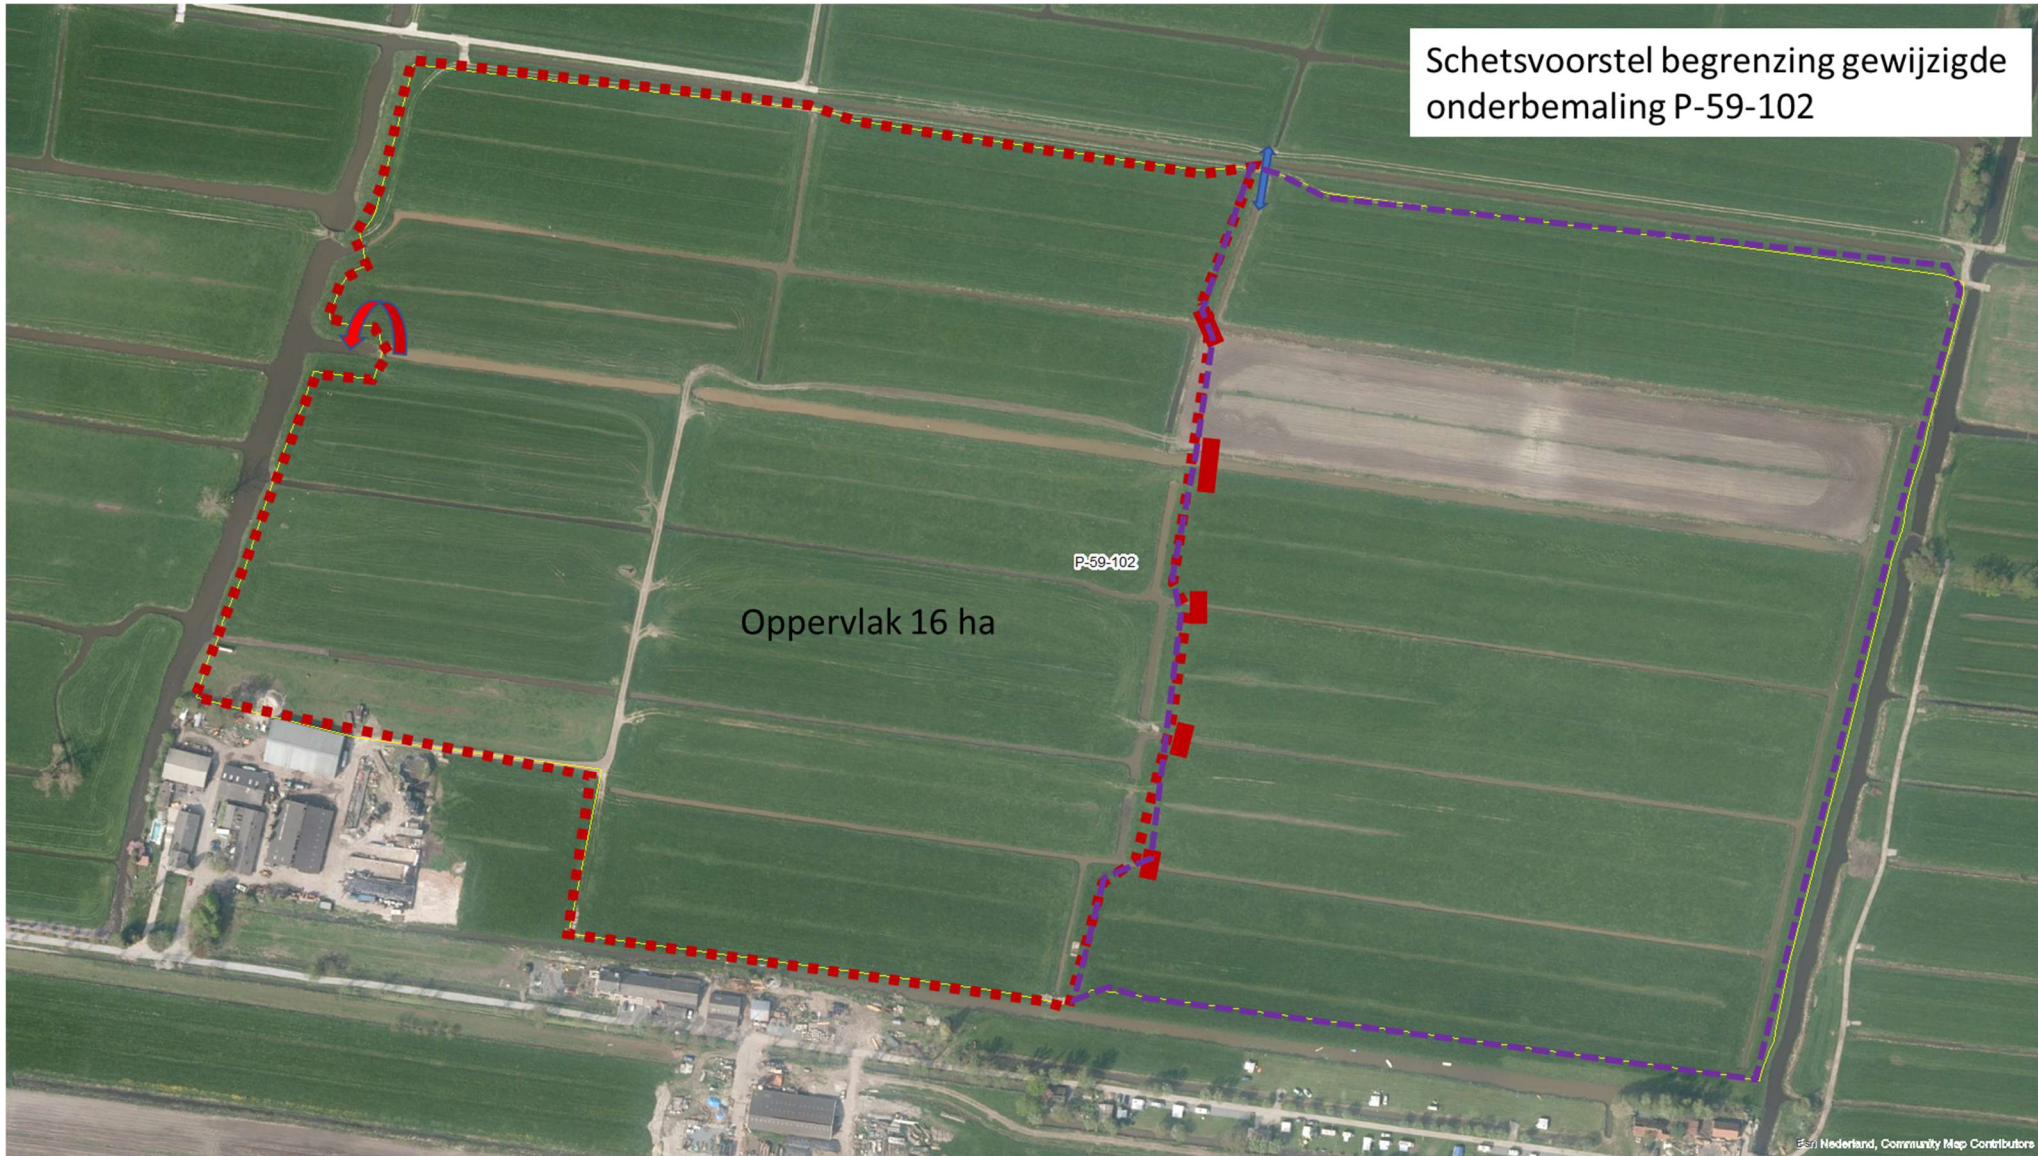 Schetsvoorstel begrenzing gewijzigde
onderbemaling P-59-102
P-59-102
Oppervlak 16 ha
Esri Nederland, Community Map Contributors